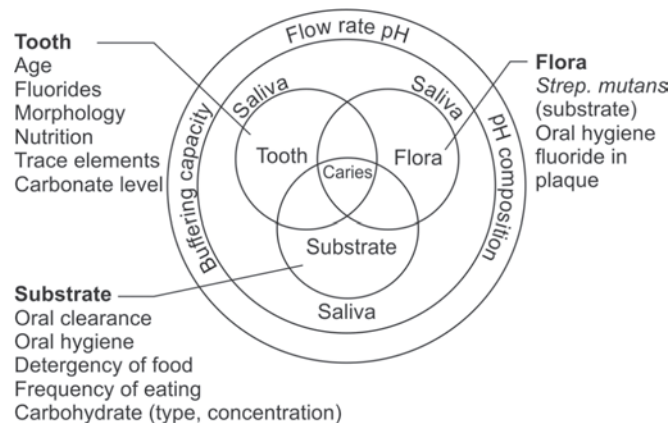 Tooth
Age
Fluorides
Morphology
Nutrition
Trace elements
Carbonate level
Flow rate pH
Buffering capacity
pH composition
Saliva
Saliva
Tooth
Flora
Caries
Substrate
Saliva
Flora
Strep. mutans
(substrate)
Oral hygiene
fluoride in
plaque
Substrate
Oral clearance
Oral hygiene
Detergency of food
Frequency of eating
Carbohydrate (type, concentration)